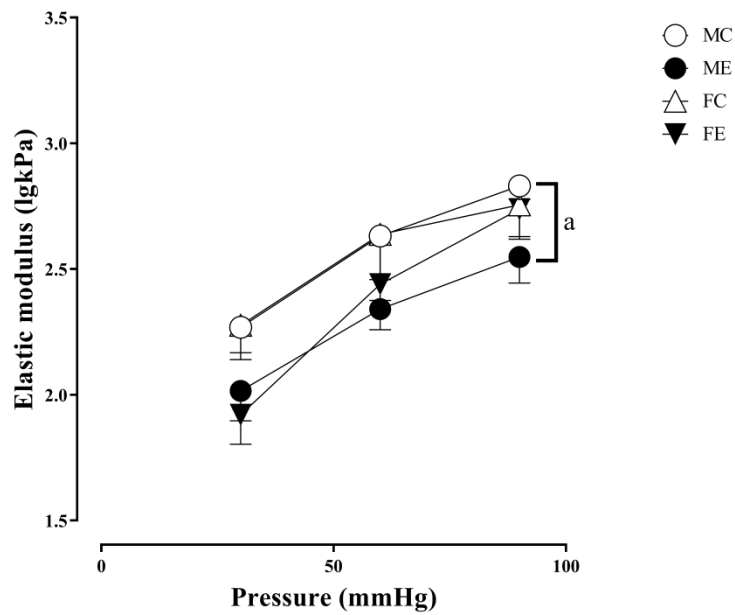 3.5
3.0
2.5
2.0
1.5
Elastic modulus (lgkPa)
0
50
100
Pressure (mmHg)
a
MC
ME
FC
FE